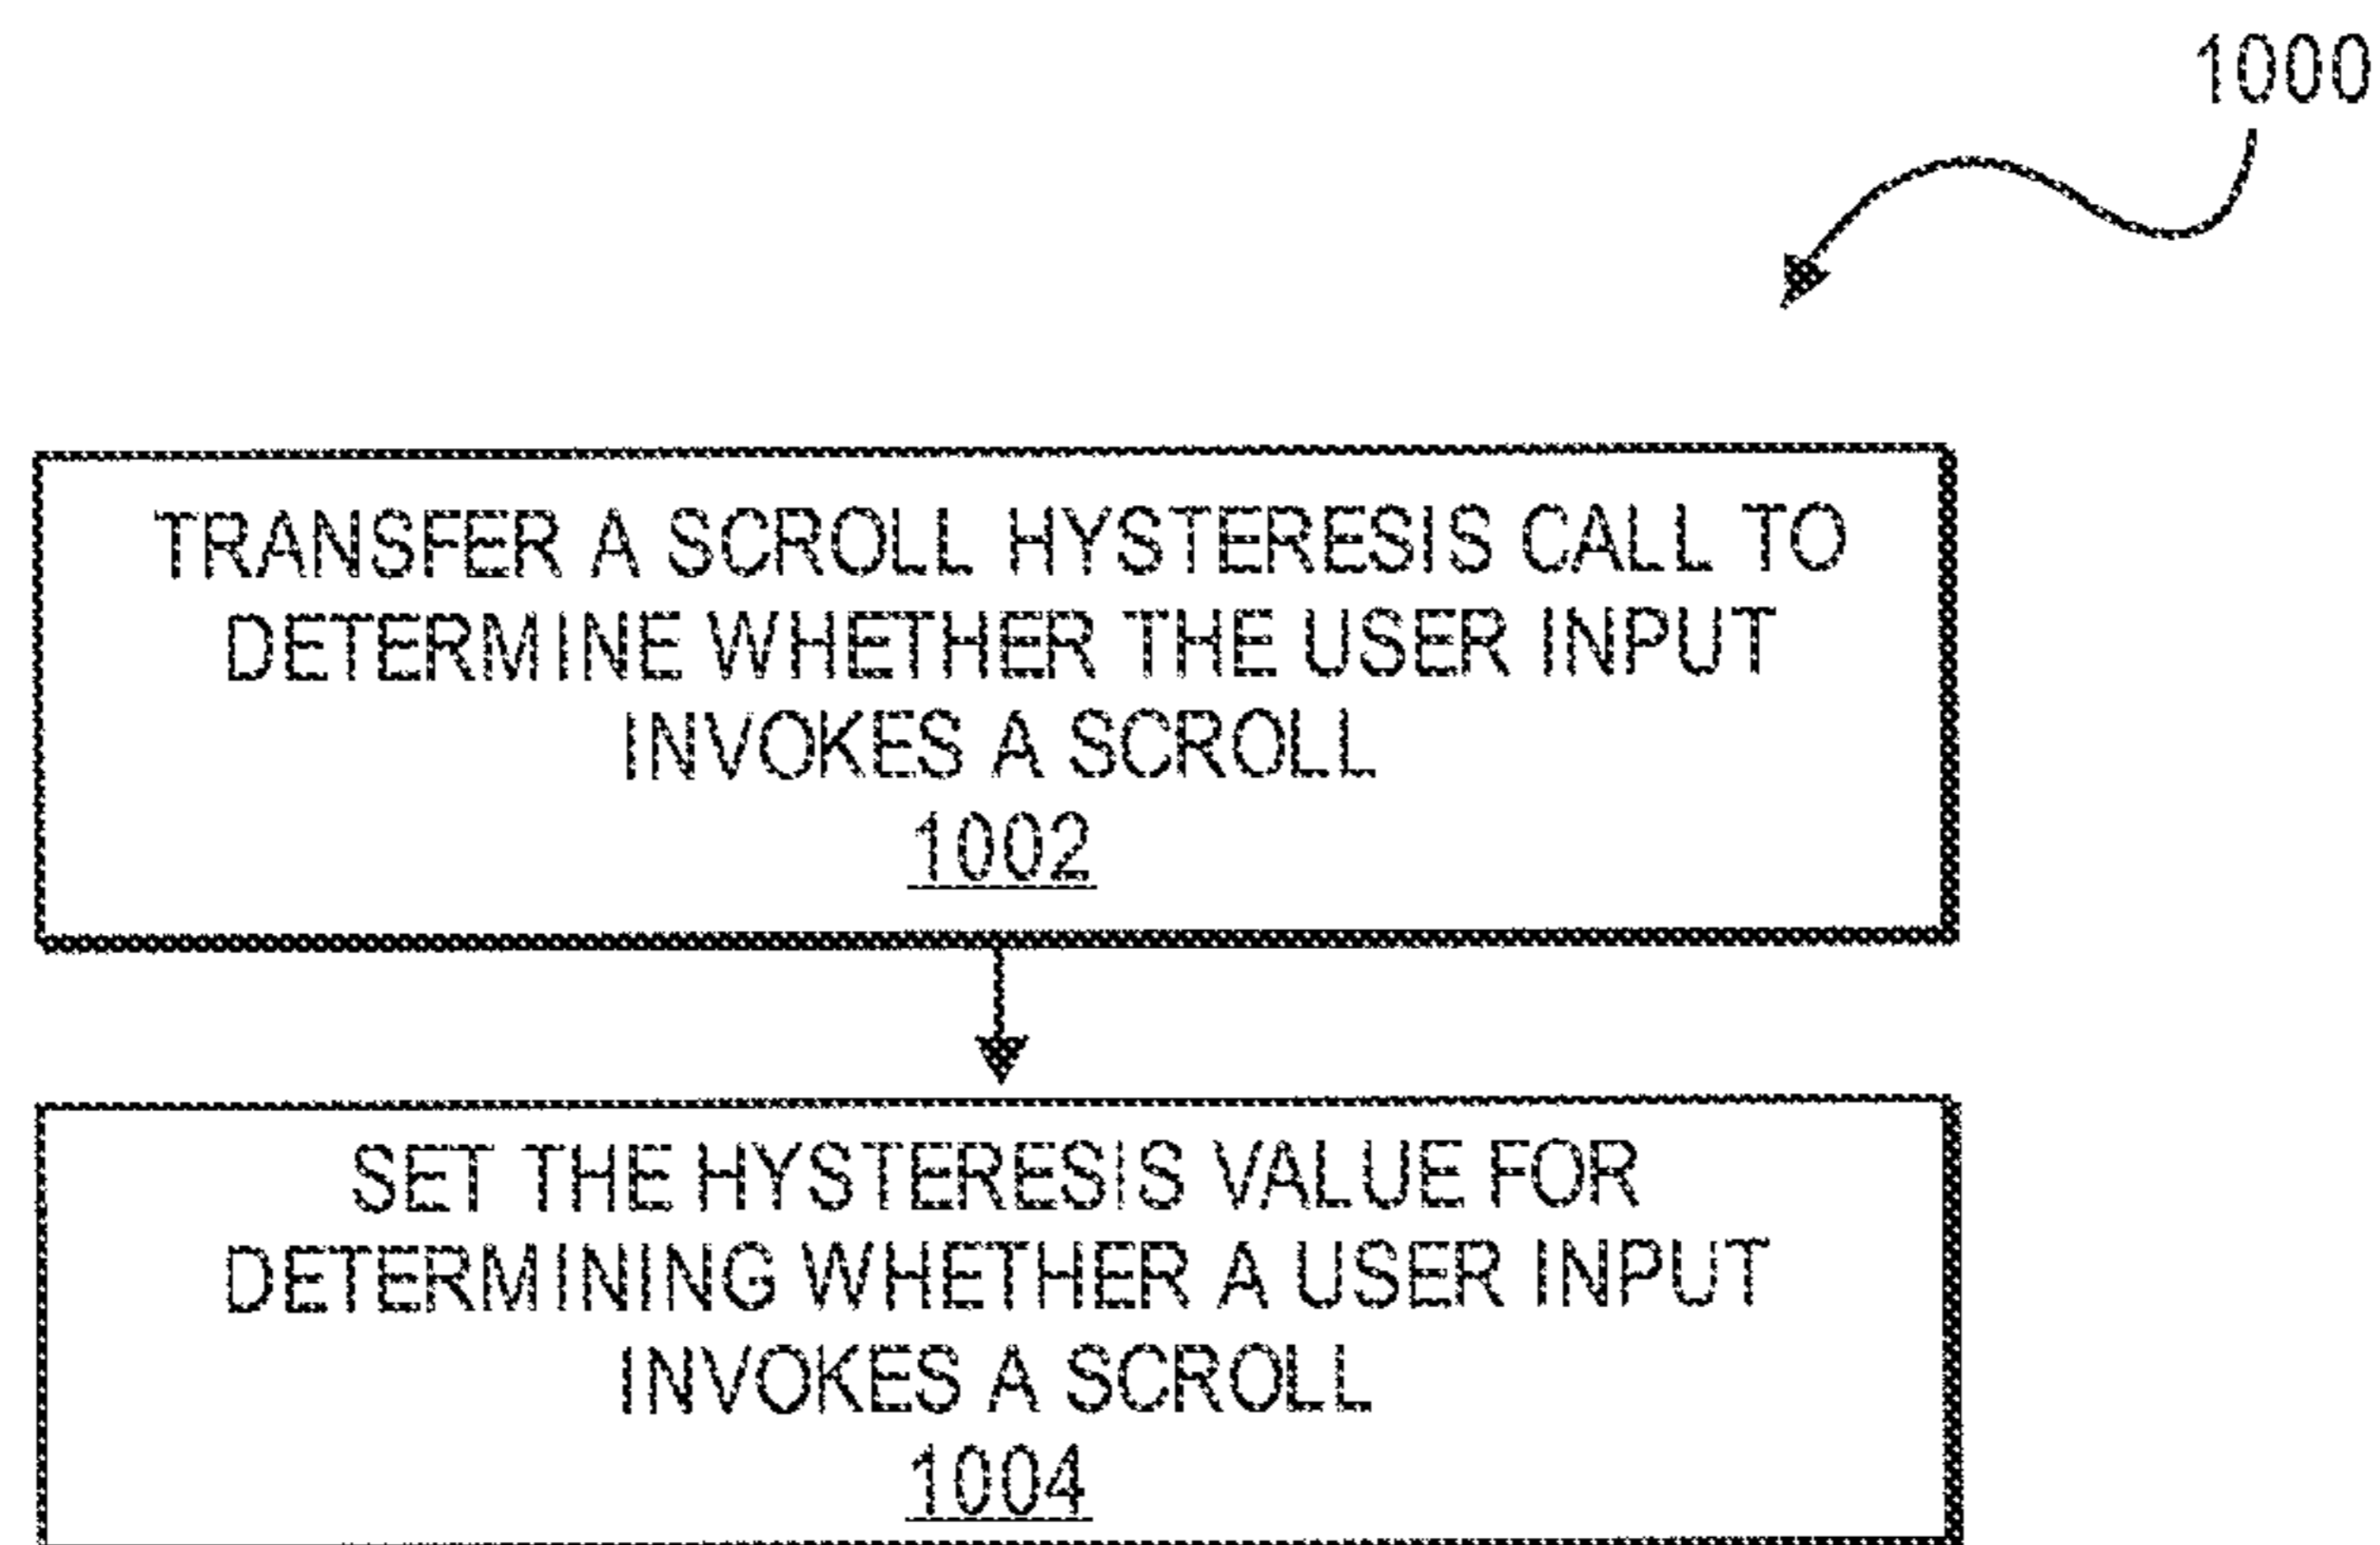 1000
TRANSFER A SCROLL HYSTERESIS CALL TO
DETERMINE WHETHER THE USER INPUT
INVOKES A SCROLL
1002
SET THE HYSTERESIS VALUE FOR
DETERMINING WHETHER A USER INPUT
INVOKES A SCROLL
1004